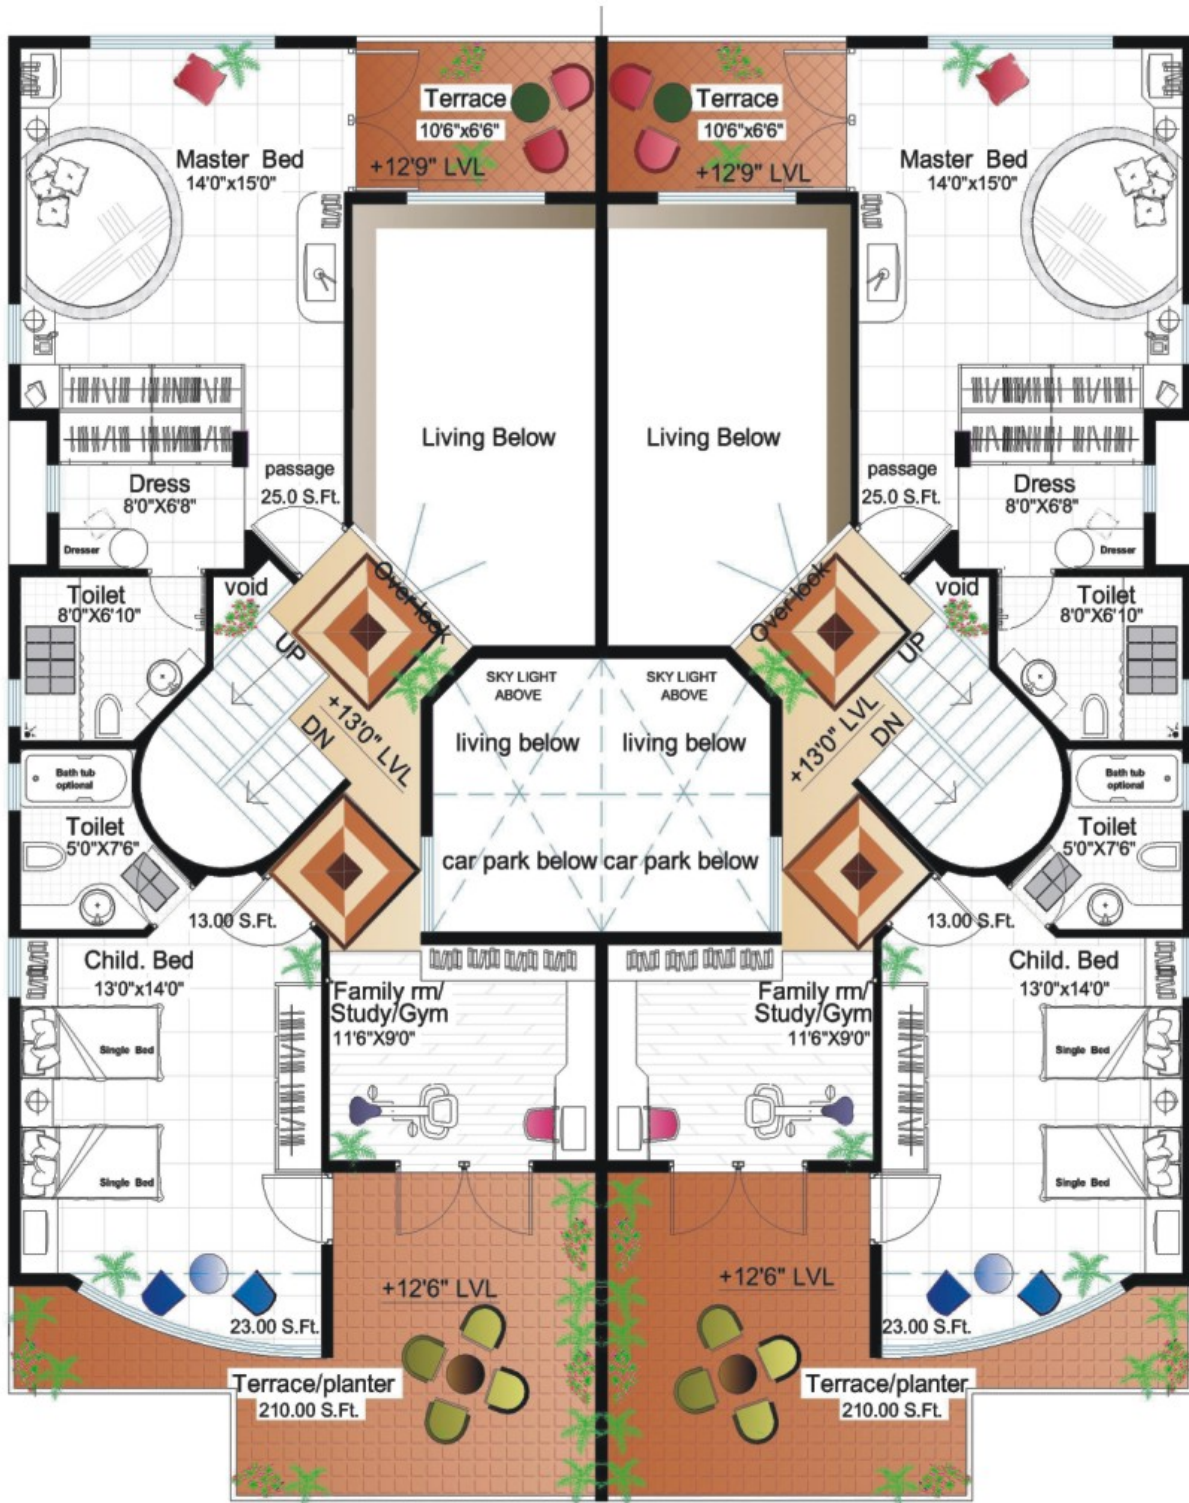 Terrace
10'6"x6'6"
+12'9" LVL
Terrace
10'6"x6'6"
+12'9" LVL
Master Bed
14'0"x15'0"
Master Bed
14'0"x15'0"
Living Below
Living Below
passage
25.0 S.Ft.
passage
25.0 S.Ft.
Dress
8'0"X6'8"
Dresser
Dress
8'0"X6'8"
Dresser
Toilet
8'0"X6'10"
void
Over look
UP
DN
+13'0" LVL
Over look
void
UP
DN
+13'0" LVL
Toilet
8'0"X6'10"
SKY LIGHT
ABOVE
SKY LIGHT
ABOVE
living below
living below
car park below
car park below
Bath tub
optional
Toilet
5'0"X7'6"
Bath tub
optional
Toilet
5'0"X7'6"
13.00 S.Ft.
13.00 S.Ft.
Child. Bed
13'0"x14'0"
Single Bed
Single Bed
Family rm/
Study/Gym
11'6"X9'0"
Family rm/
Study/Gym
11'6"X9'0"
Child. Bed
13'0"x14'0"
Single Bed
Single Bed
+12'6" LVL
+12'6" LVL
23.00 S.Ft.
23.00 S.Ft.
Terrace/planter
210.00 S.Ft.
Terrace/planter
210.00 S.Ft.